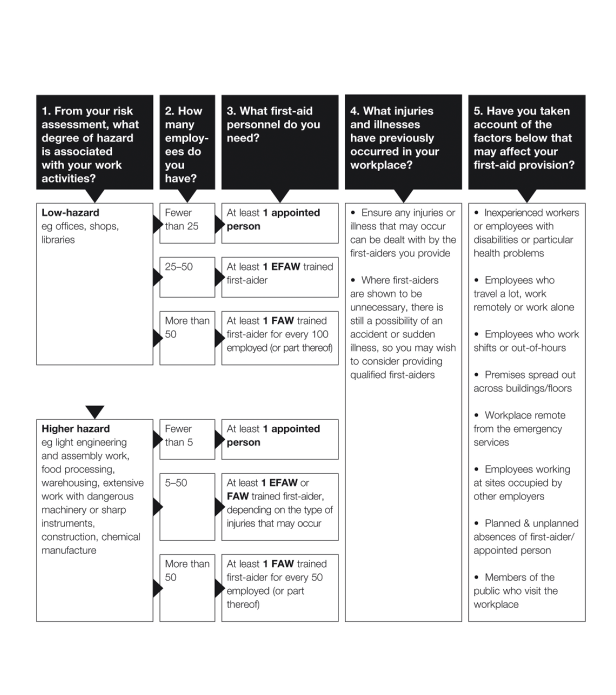 1. From your risk
assessment, what
degree of hazard
is associated
with your work
activities?
2. How
many
employ-
ees do
you
have?
3. What first-aid
personnel do you
need?
4. What injuries
and illnesses
have previously
occurred in your
workplace?
5. Have you taken
account of the
factors below that
may affect your
first-aid provision?
Low-hazard
eg offices, shops,
libraries
Fewer
than 25
At least 1 appointed
person
25–50
At least 1 EFAW trained
first-aider
More than
50
At least 1 FAW trained
first-aider for every 100
employed (or part thereof)
Higher hazard
eg light engineering
and assembly work,
food processing,
warehousing, extensive
work with dangerous
machinery or sharp
instruments,
construction, chemical
manufacture
Fewer
than 5
At least 1 appointed
person
5–50
At least 1 EFAW or
FAW trained first-aider,
depending on the type of
injuries that may occur
More than
50
At least 1 FAW trained
first-aider for every 50
employed (or part
thereof)
• Ensure any injuries or
illness that may occur
can be dealt with by the
first-aiders you provide
• Where first-aiders
are shown to be
unnecessary, there is
still a possibility of an
accident or sudden
illness, so you may wish
to consider providing
qualified first-aiders
• Inexperienced workers
or employees with
disabilities or particular
health problems
• Employees who
travel a lot, work
remotely or work alone
• Employees who work
shifts or out-of-hours
• Premises spread out
across buildings/floors
• Workplace remote
from the emergency
services
• Employees working
at sites occupied by
other employers
• Planned & unplanned
absences of first-aider/
appointed person
• Members of the
public who visit the
workplace